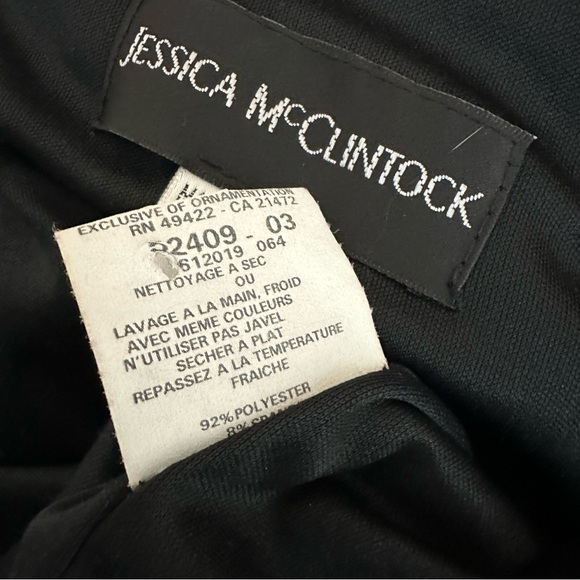 JESSICA McCLINTOCK
EXCLUSIVE OF ORNAMENTATION
RN 49422 - CA 21472
2409 - 03
612019 064
NETTOYAGE A SEC
OU
LAVAGE A LA MAIN, FROID
AVEC MEME COULEURS
N'UTILISER PAS JAVEL
SECHER A PLAT
REPASSEZ A LA TEMPERATURE
FRAICHE
92% POLYESTER
8%